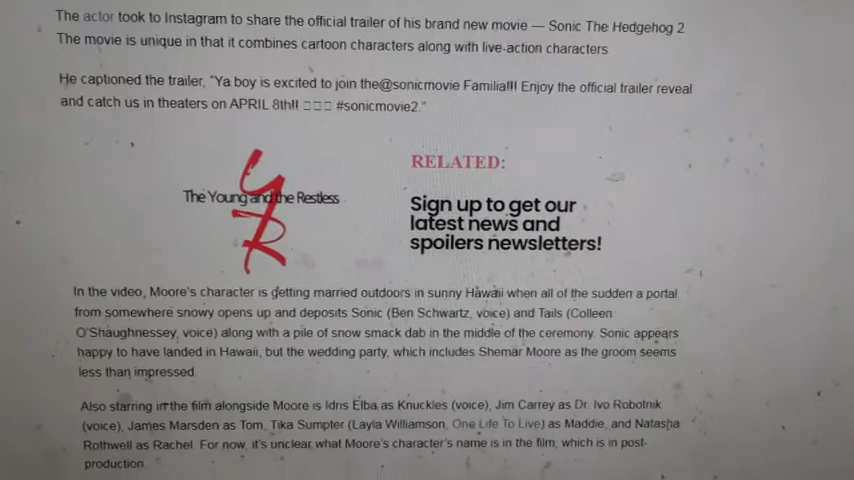 The actor took to Instagram to share the official trailer of his brand new movie — Sonic The Hedgehog 2
The movie is unique in that it combines cartoon characters along with live-action characters.
He captioned the trailer, "Ya boy is excited to join the@sonicmovie Familia!!! Enjoy the official trailer reveal
and catch us in theaters on APRIL 8th!! □□□ #sonicmovie2."
The Young and the Restless
YR
RELATED:
Sign up to get our
latest news and
spoilers newsletters!
In the video, Moore's character is getting married outdoors in sunny Hawaii when all of the sudden a portal
from somewhere snowy opens up and deposits Sonic (Ben Schwartz, voice) and Tails (Colleen
O'Shaughnessey, voice) along with a pile of snow smack dab in the middle of the ceremony. Sonic appears
happy to have landed in Hawaii, but the wedding party, which includes Shemar Moore as the groom seems
less than impressed.
Also starring in the film alongside Moore is Idris Elba as Knuckles (voice), Jim Carrey as Dr. Ivo Robotnik
(voice), James Marsden as Tom, Tika Sumpter (Layla Williamson, One Life To Live) as Maddie, and Natasha
Rothwell as Rachel. For now, it's unclear what Moore's character's name is in the film, which is in post-
production.